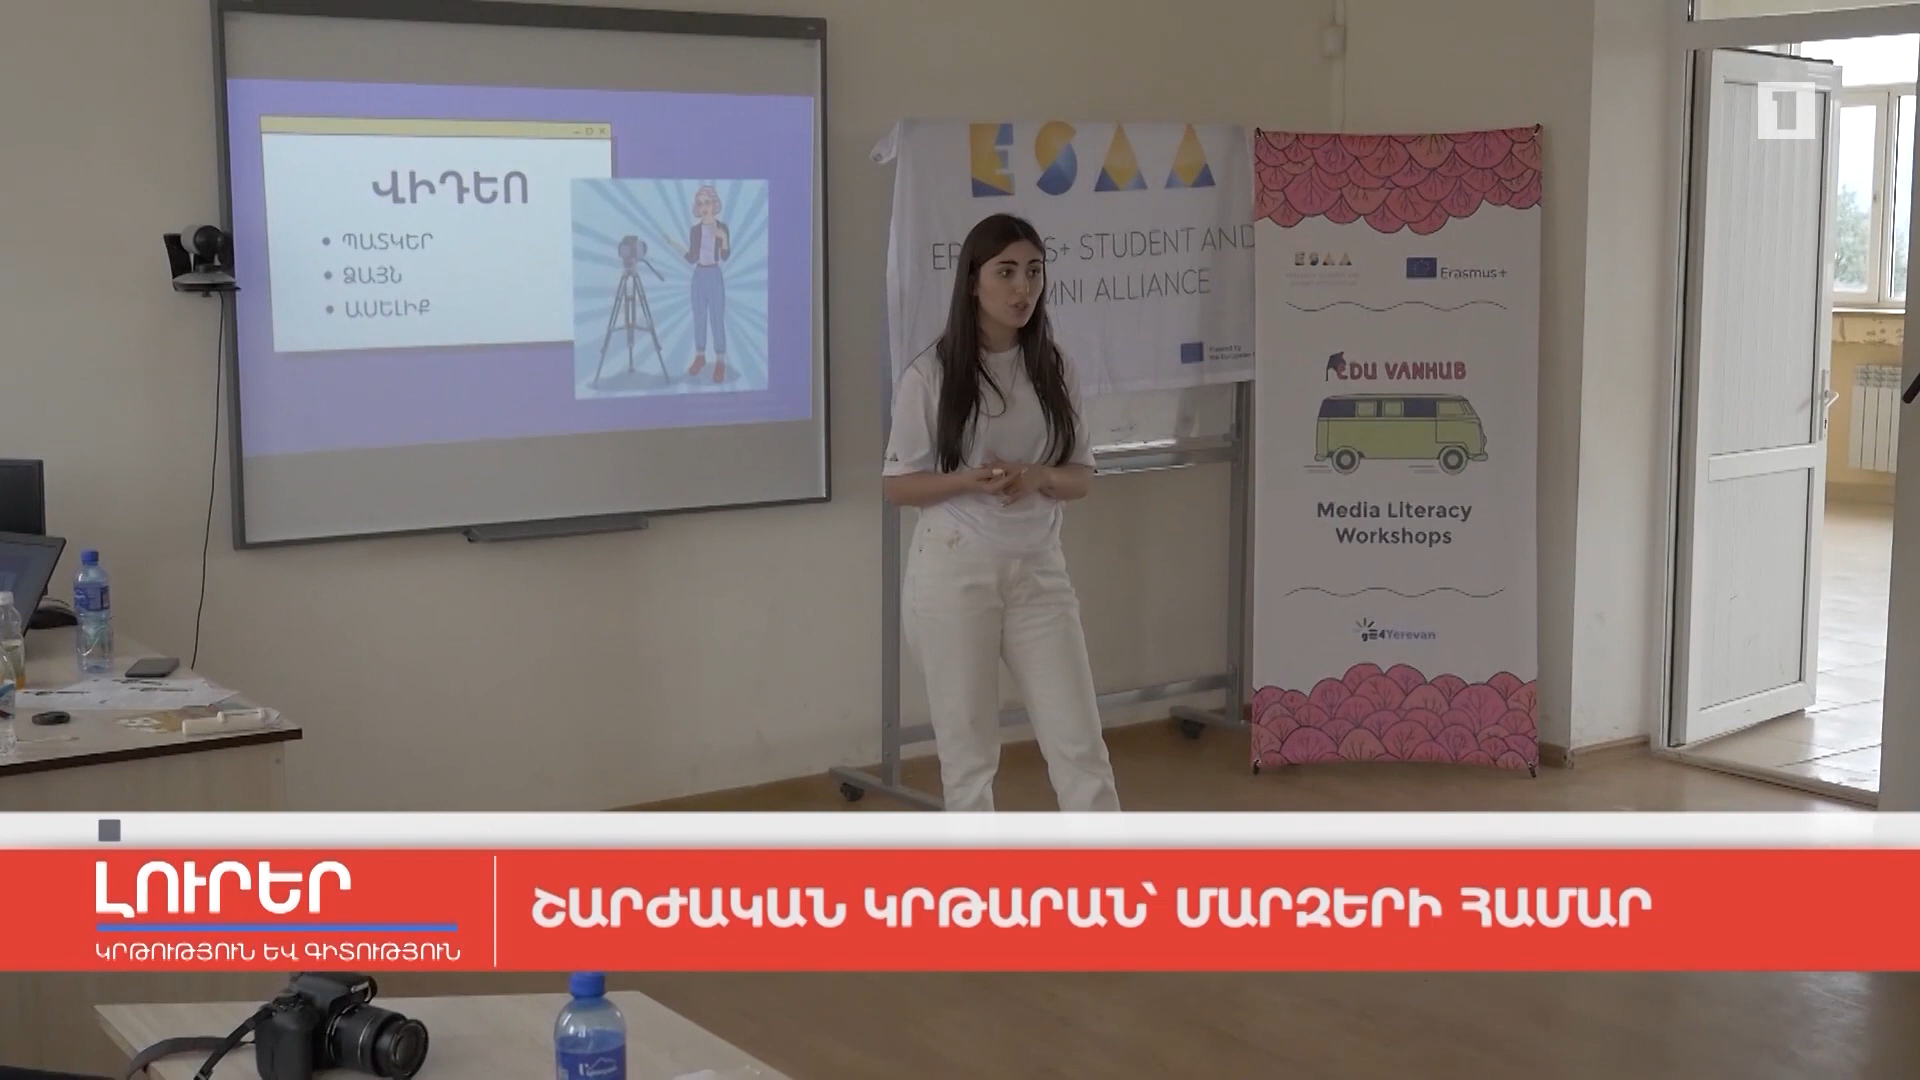 ՎԻԴԵՈ
• ՊԱՏԿԵՐ
• ՁԱՅՆ
• ԱՍԵԼԻՔ
ESAA
S+ STUDENT AND
MNI ALLIANCE
ESAA
Erasmus+
EDU VANHUB
Media Literacy
Workshops
ge4Yerevan
1
ԼՈՒՐԵՐ
ԿՐԹՈՒԹՅՈՒՆ ԵՎ ԳԻՏՈՒԹՅՈՒՆ
ՇԱՐԺԱԿԱՆ ԿՐԹԱՐԱՆ՝ ՄԱՐԶԵՐԻ ՀԱՄԱՐ